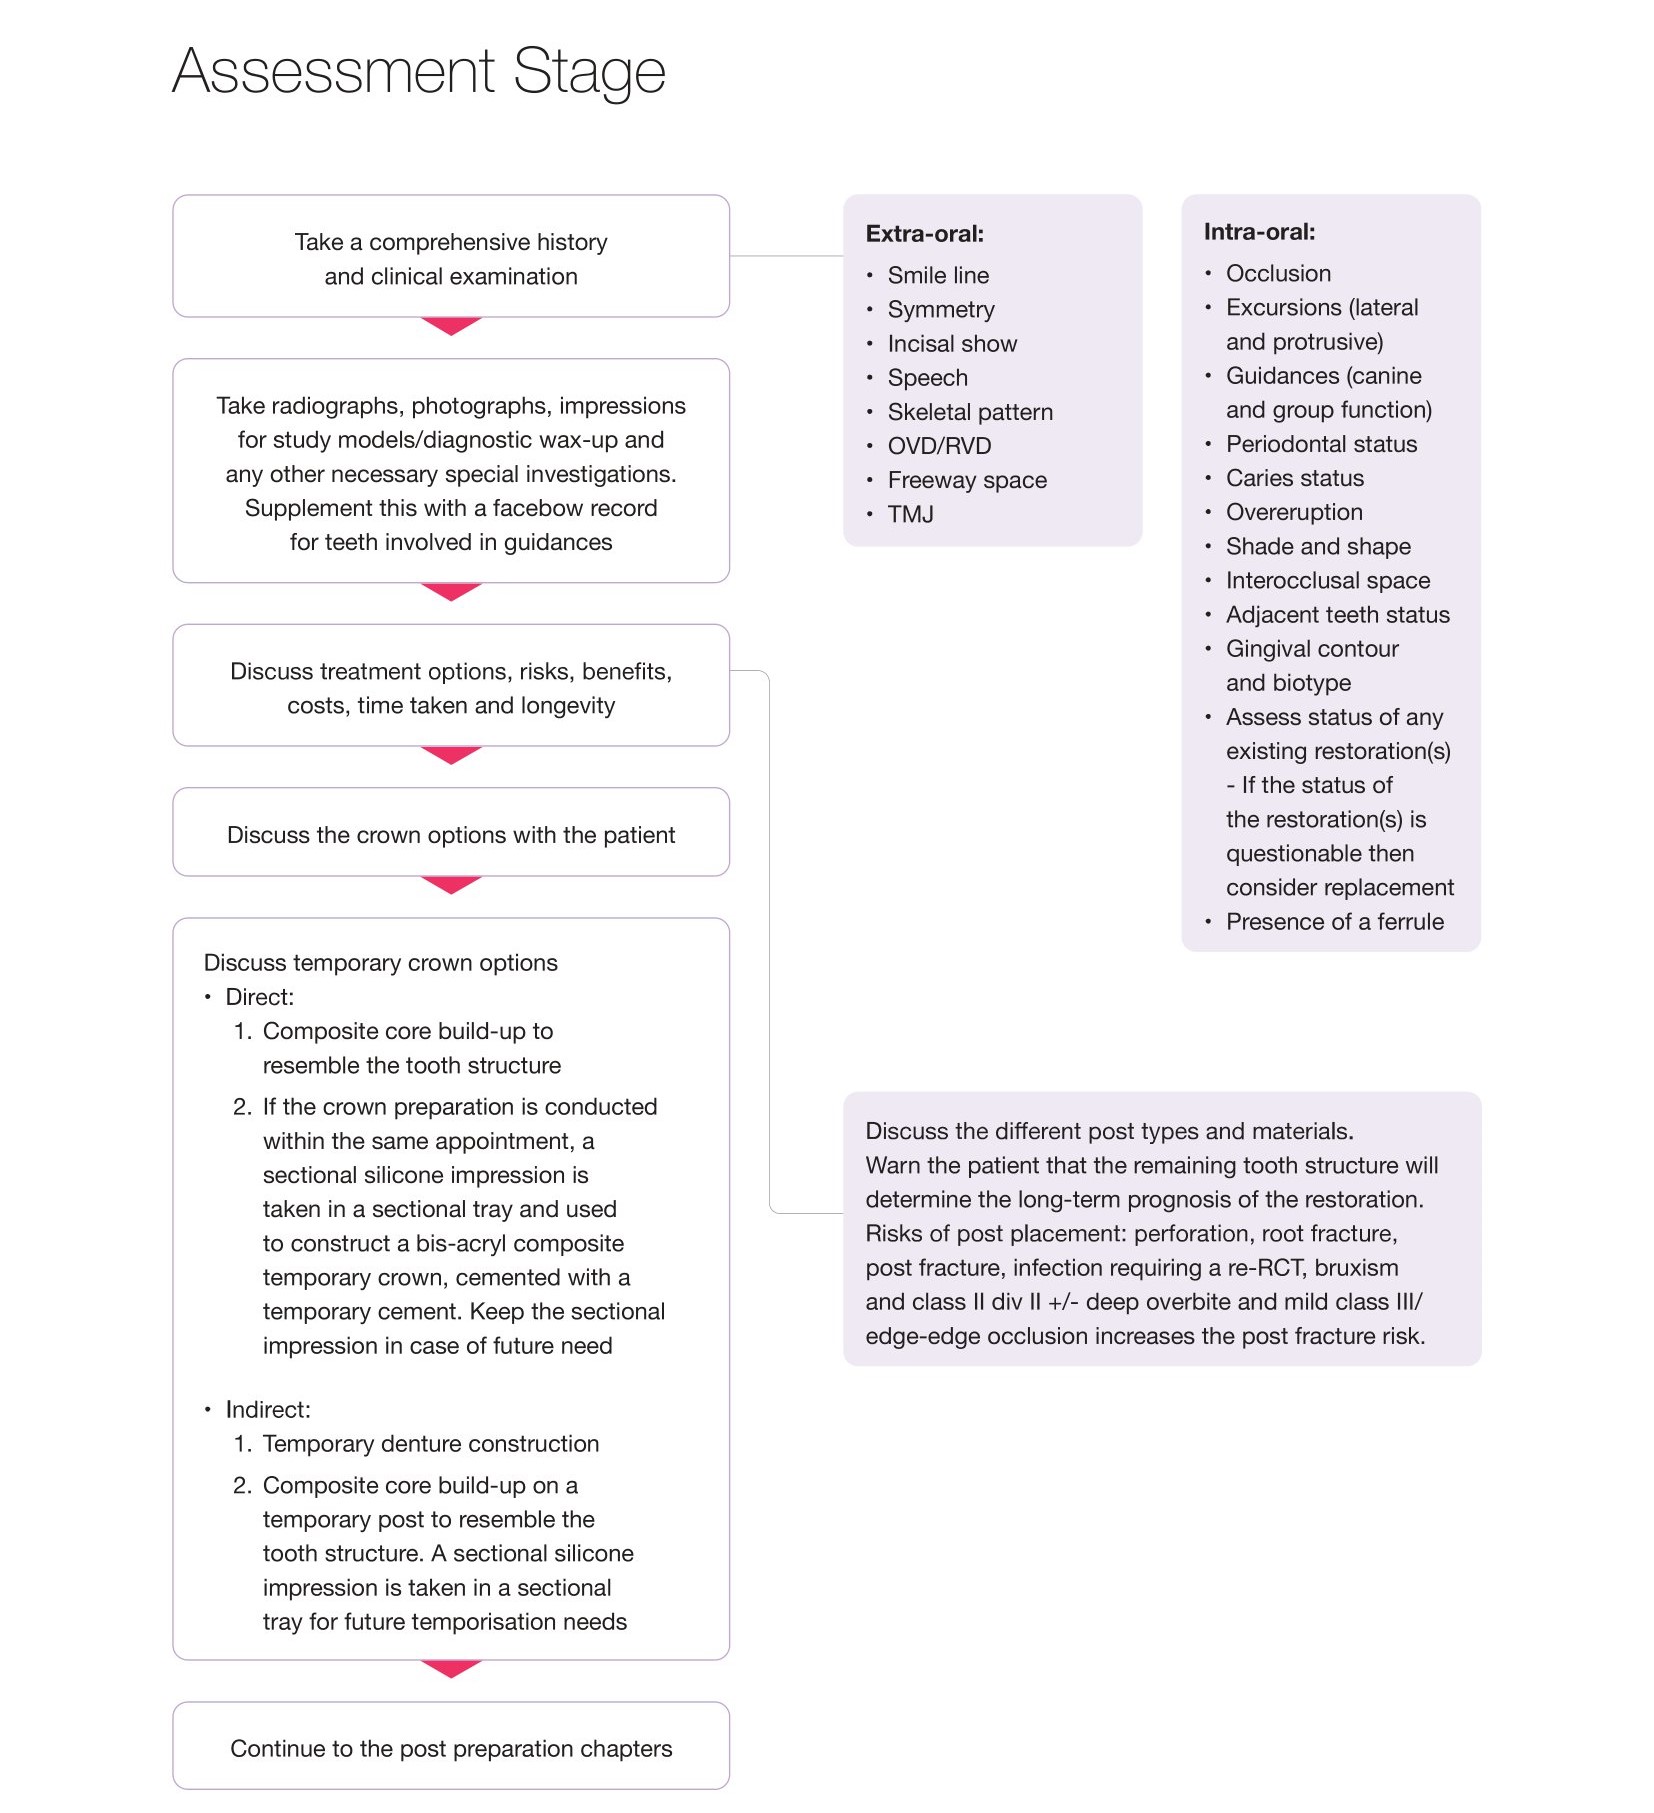 Assessment Stage
Take a comprehensive history
and clinical examination
Extra-oral:
• Smile line
• Symmetry
• Incisal show
• Speech
• Skeletal pattern
• OVD/RVD
• Freeway space
• TMJ
Intra-oral:
• Occlusion
• Excursions (lateral
and protrusive)
• Guidances (canine
and group function)
• Periodontal status
• Caries status
• Overeruption
• Shade and shape
• Interocclusal space
• Adjacent teeth status
• Gingival contour
and biotype
• Assess status of any
existing restoration(s)
- If the status of
the restoration(s) is
questionable then
consider replacement
• Presence of a ferrule
Take radiographs, photographs, impressions
for study models/diagnostic wax-up and
any other necessary special investigations.
Supplement this with a facebow record
for teeth involved in guidances
Discuss treatment options, risks, benefits,
costs, time taken and longevity
Discuss the different post types and materials.
Warn the patient that the remaining tooth structure will
determine the long-term prognosis of the restoration.
Risks of post placement: perforation, root fracture,
post fracture, infection requiring a re-RCT, bruxism
and class II div II +/- deep overbite and mild class III/
edge-edge occlusion increases the post fracture risk.
Discuss the crown options with the patient
Discuss temporary crown options
• Direct:
1. Composite core build-up to
resemble the tooth structure
2. If the crown preparation is conducted
within the same appointment, a
sectional silicone impression is
taken in a sectional tray and used
to construct a bis-acryl composite
temporary crown, cemented with a
temporary cement. Keep the sectional
impression in case of future need
• Indirect:
1. Temporary denture construction
2. Composite core build-up on a
temporary post to resemble the
tooth structure. A sectional silicone
impression is taken in a sectional
tray for future temporisation needs
Continue to the post preparation chapters